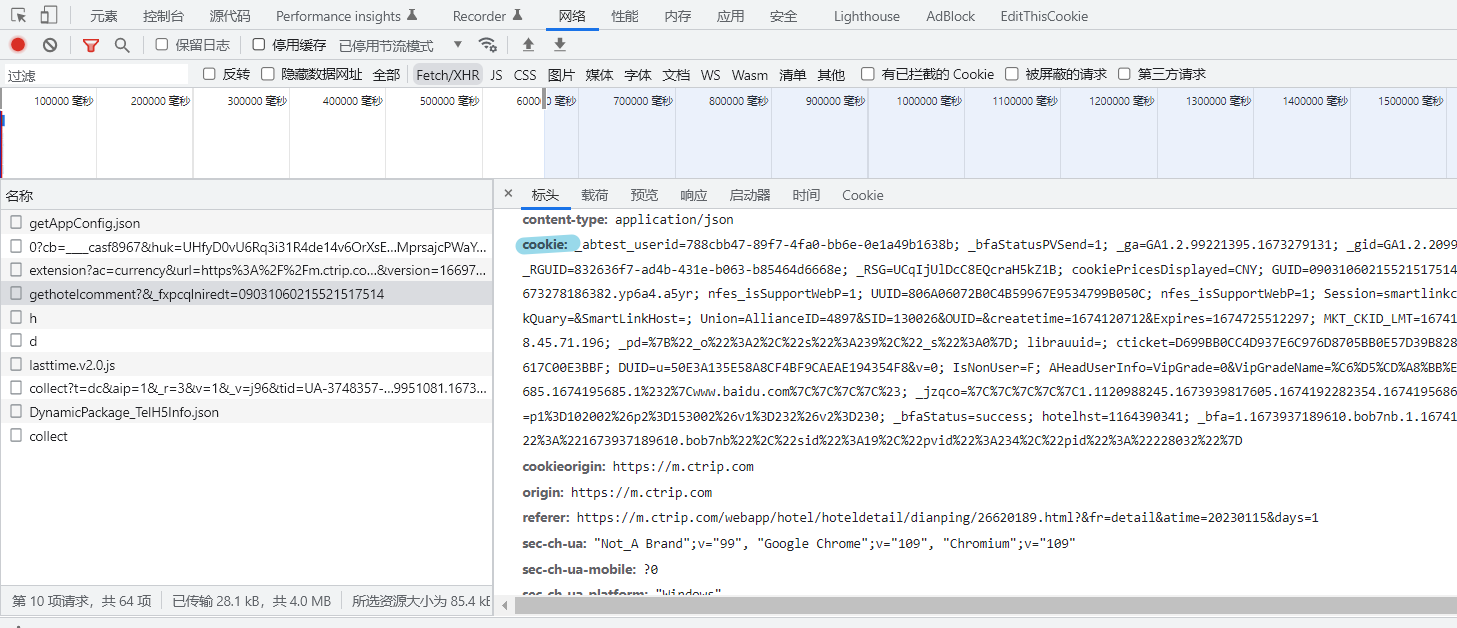 元素 控制台 源代码 Performance insights Recorder 网络 性能 内存 应用 安全 Lighthouse AdBlock EditThisCookie
保留日志 停用缓存 已停用节流模式
过滤 反转 隐藏数据网址 全部 Fetch/XHR JS CSS 图片 媒体 字体 文档 WS Wasm 清单 其他 有已拦截的 Cookie 被屏蔽的请求 第三方请求
100000 毫秒 200000 毫秒 300000 毫秒 400000 毫秒 500000 毫秒 6000 0 毫秒 700000 毫秒 800000 毫秒 900000 毫秒 1000000 毫秒 1100000 毫秒 1200000 毫秒 1300000 毫秒 1400000 毫秒 1500000 毫秒
名称
getAppConfig.json
0?cb=____casf8967&huk=UHfyD0vU6Rq3i31R4de14v6OrXsE...MprsajcPWaY...
extension?ac=currency&url=https%3A%2F%2Fm.ctrip.co...&version=16697...
gethotelcomment?&_fxpcqlniredt=09031060215521517514
h
d
lasttime.v2.0.js
collect?t=dc&aip=1&_r=3&v=1&_v=j96&tid=UA-3748357-...9951081.1673...
DynamicPackage_TelH5Info.json
collect
第 10 项请求，共 64 项 已传输 28.1 kB，共 4.0 MB 所选资源大小为 85.4 kE
× 标头 载荷 预览 响应 启动器 时间 Cookie
content-type: application/json
cookie: _abtest_userid=788cbb47-89f7-4fa0-bb6e-0e1a49b1638b; _bfaStatusPVSend=1; _ga=GA1.2.99221395.1673279131; _gid=GA1.2.2099
_RGUID=832636f7-ad4b-431e-b063-b85464d6668e; _RSG=UCqIjUlDcC8EQcraH5kZ1B; cookiePricesDisplayed=CNY; GUID=09031060215521517514
673278186382.yp6a4.a5yr; nfes_isSupportWebP=1; UUID=806A06072B0C4B59967E9534799B050C; nfes_isSupportWebP=1; Session=smartlinkc
kQuary=&SmartLinkHost=; Union=AllianceID=4897&SID=130026&OUID=&createtime=1674120712&Expires=1674725512297; MKT_CKID_LMT=16741
8.45.71.196; _pd=%7B%22_o%22%3A2%2C%22s%22%3A239%2C%22_s%22%3A0%7D; librauuid=; cticket=D699BB0CC4D937E6C976D8705BB0E57D39B828
617C00E3BBF; DUID=u=50E3A135E58A8CF4BF9CAEAE194354F8&v=0; IsNonUser=F; AHeadUserInfo=VipGrade=0&VipGradeName=%C6%D5%CD%A8%BB%E
685.1674195685.1%232%7Cwww.baidu.com%7C%7C%7C%7C%23; _jzqco=%7C%7C%7C%7C%7C1.1120988245.1673939817605.1674192282354.1674195686
=p1%3D102002%26p2%3D153002%26v1%3D232%26v2%3D230; _bfaStatus=success; hotelhst=1164390341; _bfa=1.1673937189610.bob7nb.1.16741
22%3A%221673937189610.bob7nb%22%2C%22sid%22%3A19%2C%22pvid%22%3A234%2C%22pid%22%3A%22228032%22%7D
cookieorigin: https://m.ctrip.com
origin: https://m.ctrip.com
referer: https://m.ctrip.com/webapp/hotel/hoteldetail/dianping/26620189.html?&fr=detail&atime=20230115&days=1
sec-ch-ua: "Not_A Brand";v="99", "Google Chrome";v="109", "Chromium";v="109"
sec-ch-ua-mobile: ?0
sec-ch-ua-platform: "Windows"